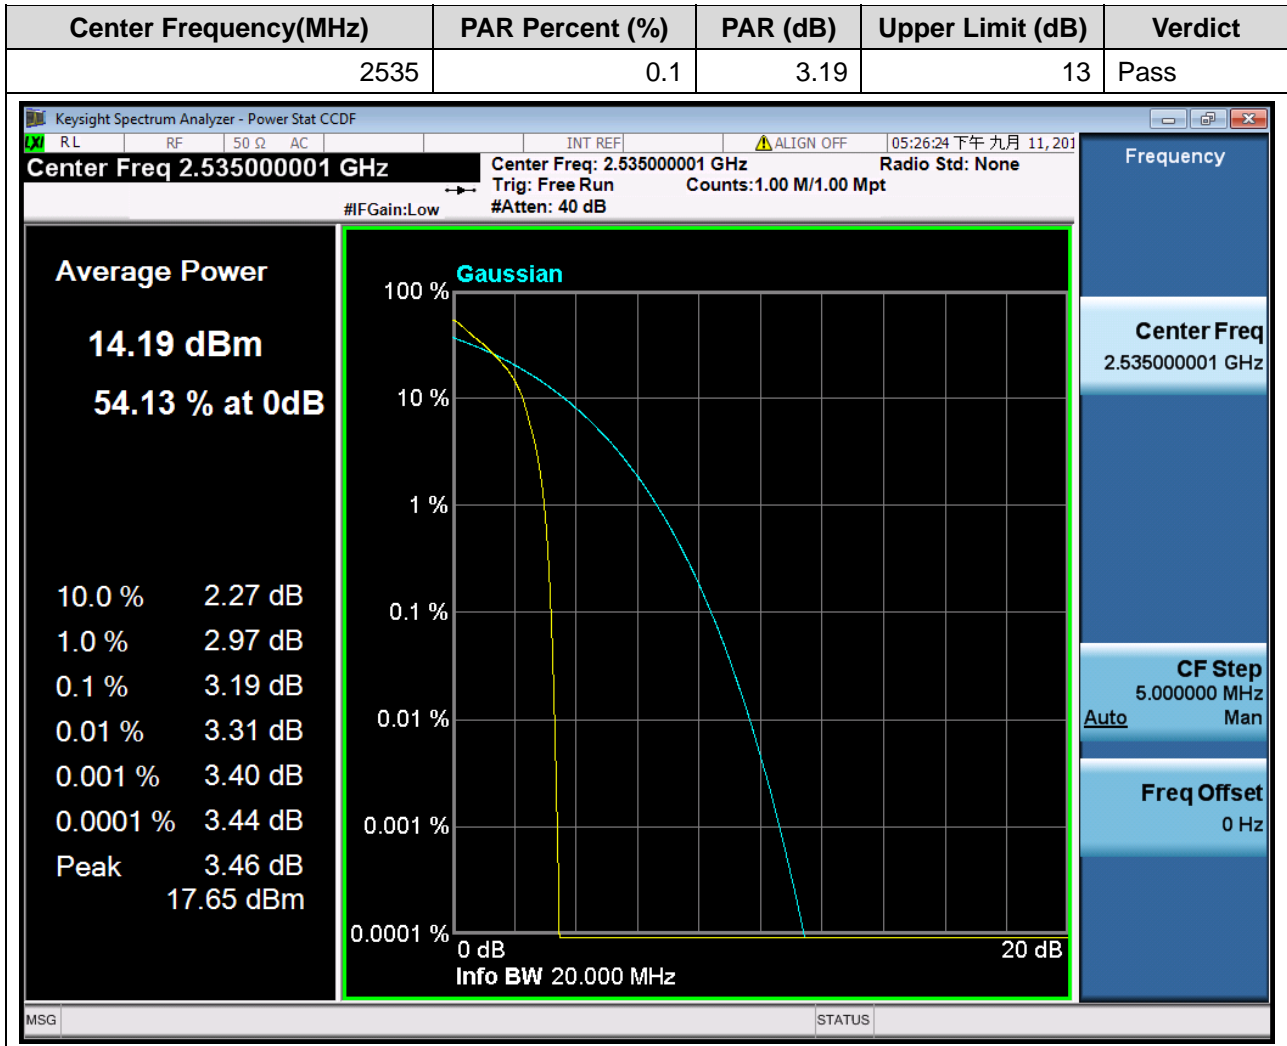 Center Frequency(MHz) PAR Percent (%) PAR (dB) Upper Limit (dB) Verdict
2535 0.1 3.19 13 Pass
Keysight Spectrum Analyzer - Power Stat CCDF
LXI RL RF 50 Ω AC INT REF ALIGN OFF 05:26:24 下午 九月 11, 201
Center Freq 2.535000001 GHz
#IFGain:Low
Center Freq: 2.535000001 GHz Radio Std: None
Trig: Free Run Counts:1.00 M/1.00 Mpt
#Atten: 40 dB
Average Power
14.19 dBm
54.13 % at 0dB
10.0 % 2.27 dB
1.0 % 2.97 dB
0.1 % 3.19 dB
0.01 % 3.31 dB
0.001 % 3.40 dB
0.0001 % 3.44 dB
Peak 3.46 dB
17.65 dBm
Gaussian
100 %
10 %
1 %
0.1 %
0.01 %
0.001 %
0.0001 %
0 dB 20 dB
Info BW 20.000 MHz
Frequency
Center Freq
2.535000001 GHz
CF Step
5.000000 MHz
Auto Man
Freq Offset
0 Hz
MSG STATUS